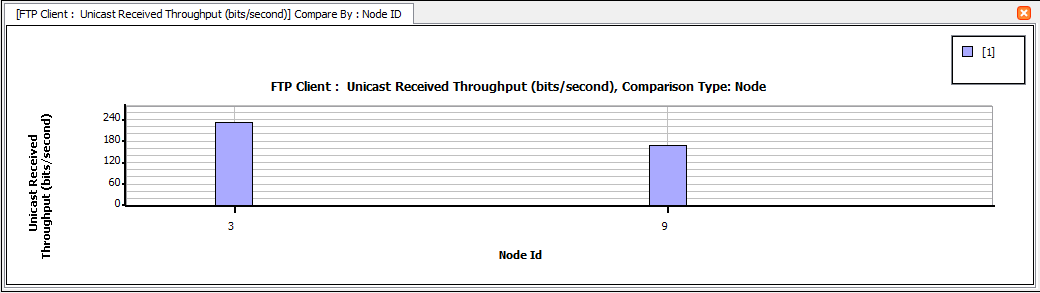 [FTP Client :  Unicast Received Throughput (bits/second)] Compare By : Node ID
[1]
FTP Client :  Unicast Received Throughput (bits/second), Comparison Type: Node
Unicast Received
Throughput (bits/second)
240
180
120
60
0
3
9
Node Id